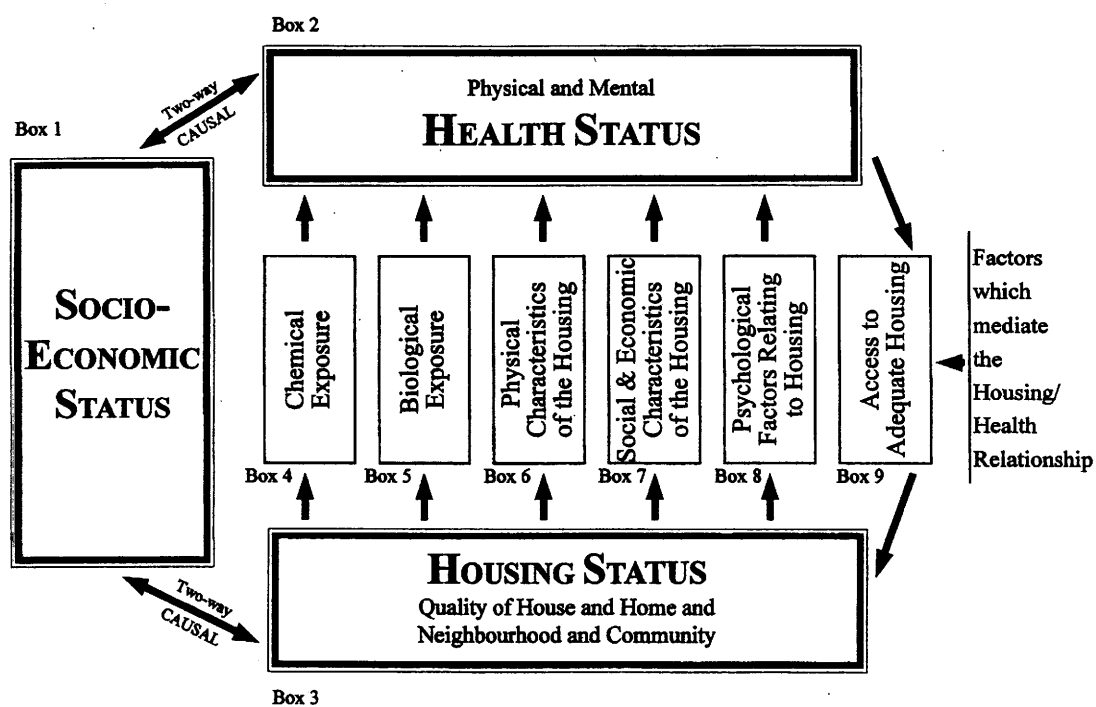 Box 2
Physical and Mental
HEALTH STATUS
Two-way
CAUSAL
Box 1
SOCIO-
ECONOMIC
STATUS
Chemical
Exposure
Box 4
Biological
Exposure
Box 5
Physical
Characteristics
of the Housing
Box 6
Social & Economic
Characteristics
of the Housing
Box 7
Psychological
Factors Relating
to Housing
Box 8
Access to
Adequate Housing
Box 9
Factors
which
mediate
the
Housing/
Health
Relationship
Two-way
CAUSAL
HOUSING STATUS
Quality of House and Home and
Neighbourhood and Community
Box 3